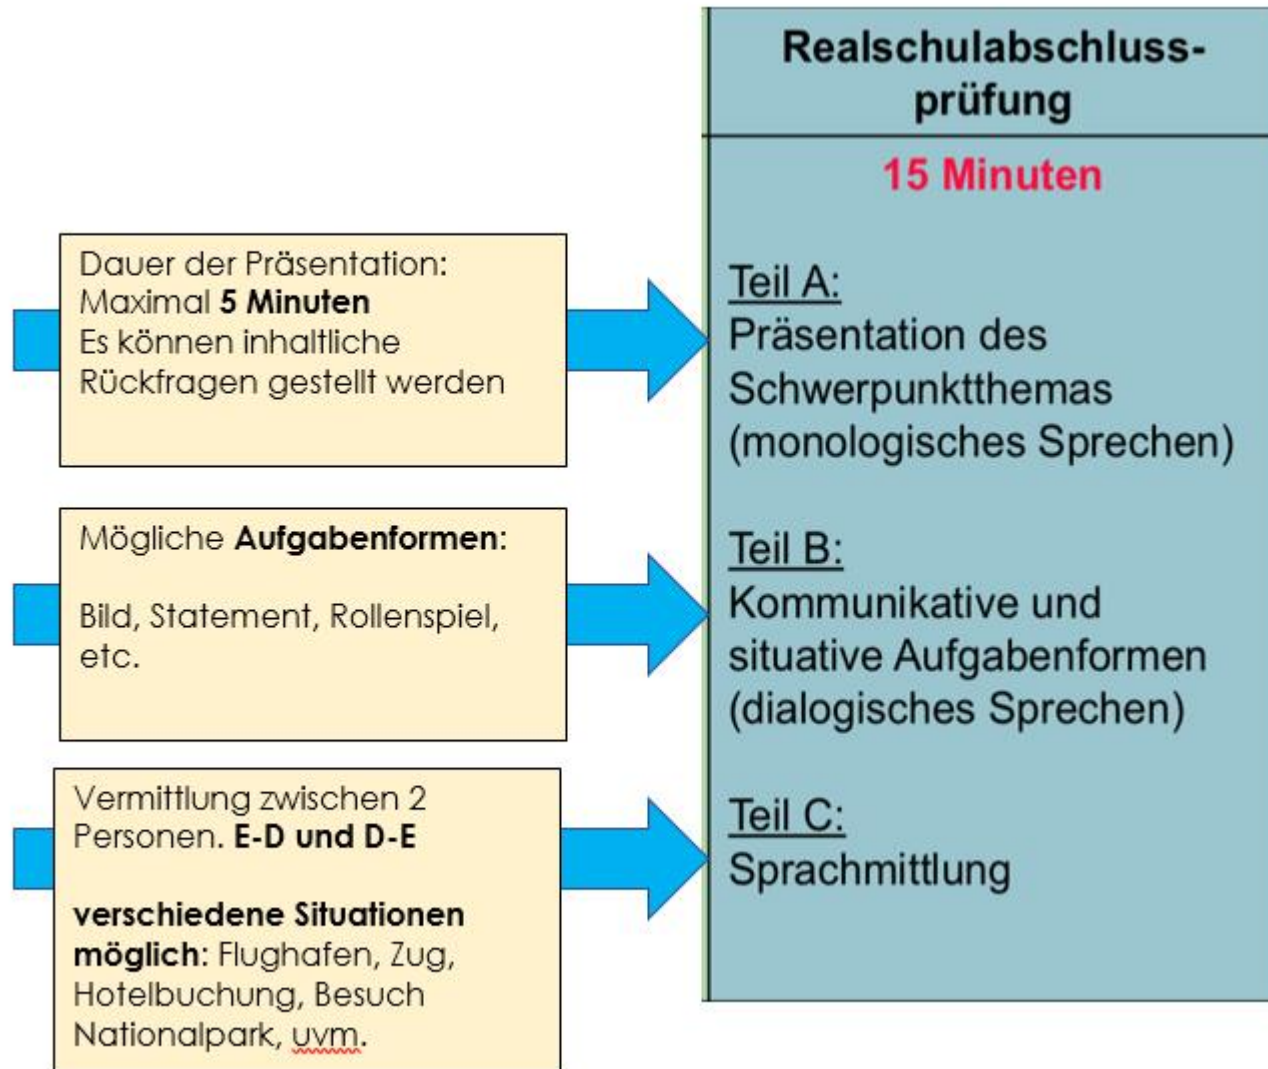 Realschulabschluss-
prüfung
15 Minuten
Dauer der Präsentation:
Maximal 5 Minuten
Es können inhaltliche
Rückfragen gestellt werden
Teil A:
Präsentation des
Schwerpunktthemas
(monologisches Sprechen)
Mögliche Aufgabenformen:
Bild, Statement, Rollenspiel,
etc.
Teil B:
Kommunikative und
situative Aufgabenformen
(dialogisches Sprechen)
Vermittlung zwischen 2
Personen. E-D und D-E
verschiedene Situationen
möglich: Flughafen, Zug,
Hotelbuchung, Besuch
Nationalpark, uvm.
Teil C:
Sprachmittlung